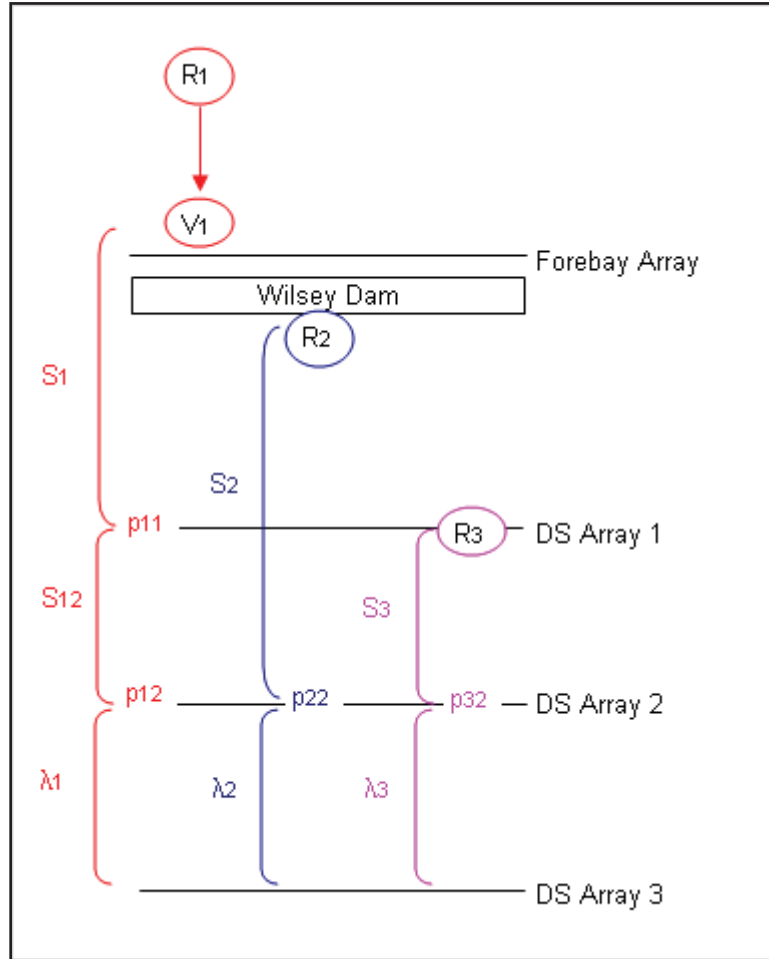 R1
V1
Forebay Array
Wilsey Dam
R2
S1
S2
p11
R3
DS Array 1
S12
S3
p12
p22
p32
DS Array 2
λ1
λ2
λ3
DS Array 3